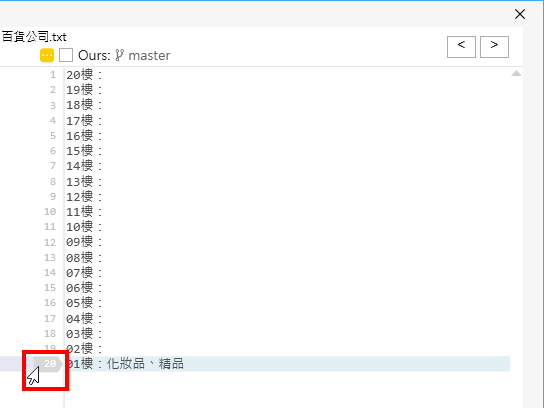 百貨公司.txt
Ours: master
< >
1 20樓：
2 19樓：
3 18樓：
4 17樓：
5 16樓：
6 15樓：
7 14樓：
8 13樓：
9 12樓：
10 11樓：
11 10樓：
12 09樓：
13 08樓：
14 07樓：
15 06樓：
16 05樓：
17 04樓：
18 03樓：
19 02樓：
20 01樓：化妝品、精品